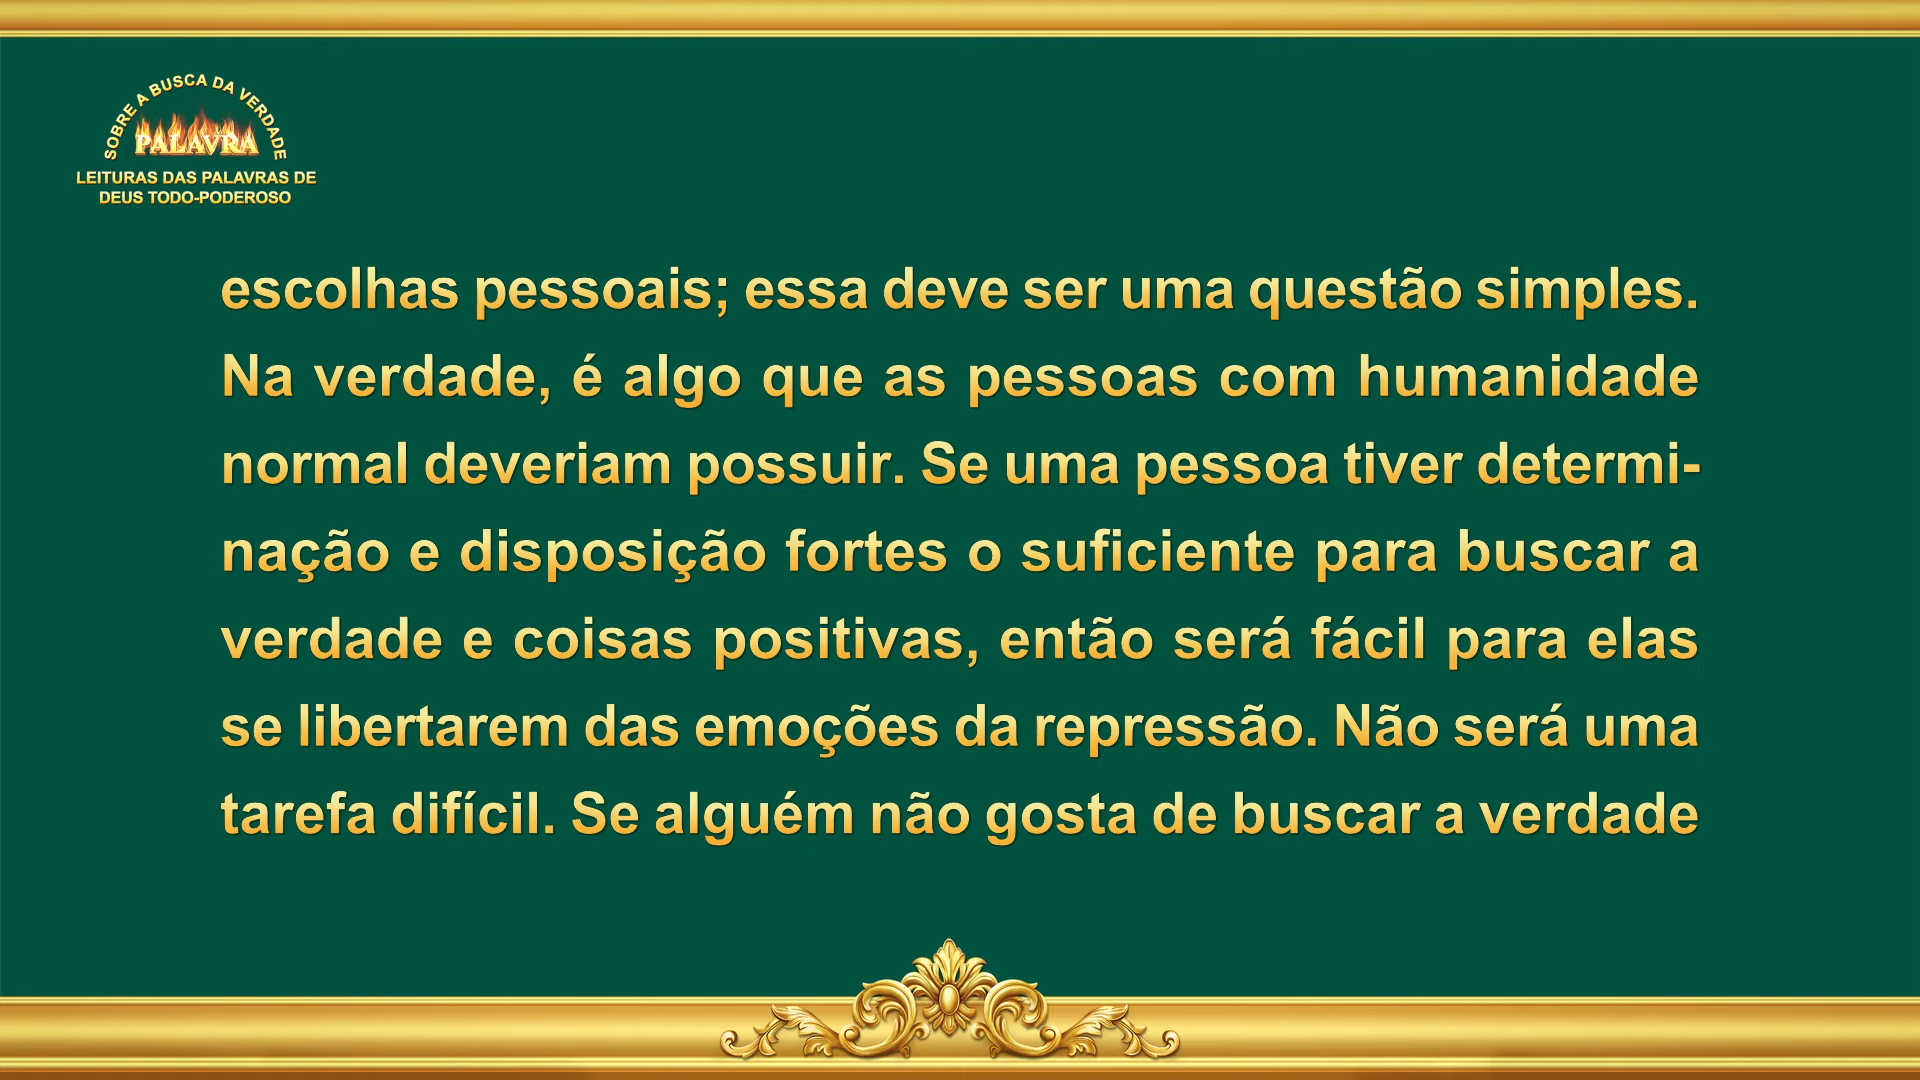 SOBRE A BUSCA DA VERDADE
PALAVRA
LEITURAS DAS PALAVRAS DE
DEUS TODO-PODEROSO
escolhas pessoais; essa deve ser uma questão simples.
Na verdade, é algo que as pessoas com humanidade
normal deveriam possuir. Se uma pessoa tiver determi-
nação e disposição fortes o suficiente para buscar a
verdade e coisas positivas, então será fácil para elas
se libertarem das emoções da repressão. Não será uma
tarefa difícil. Se alguém não gosta de buscar a verdade